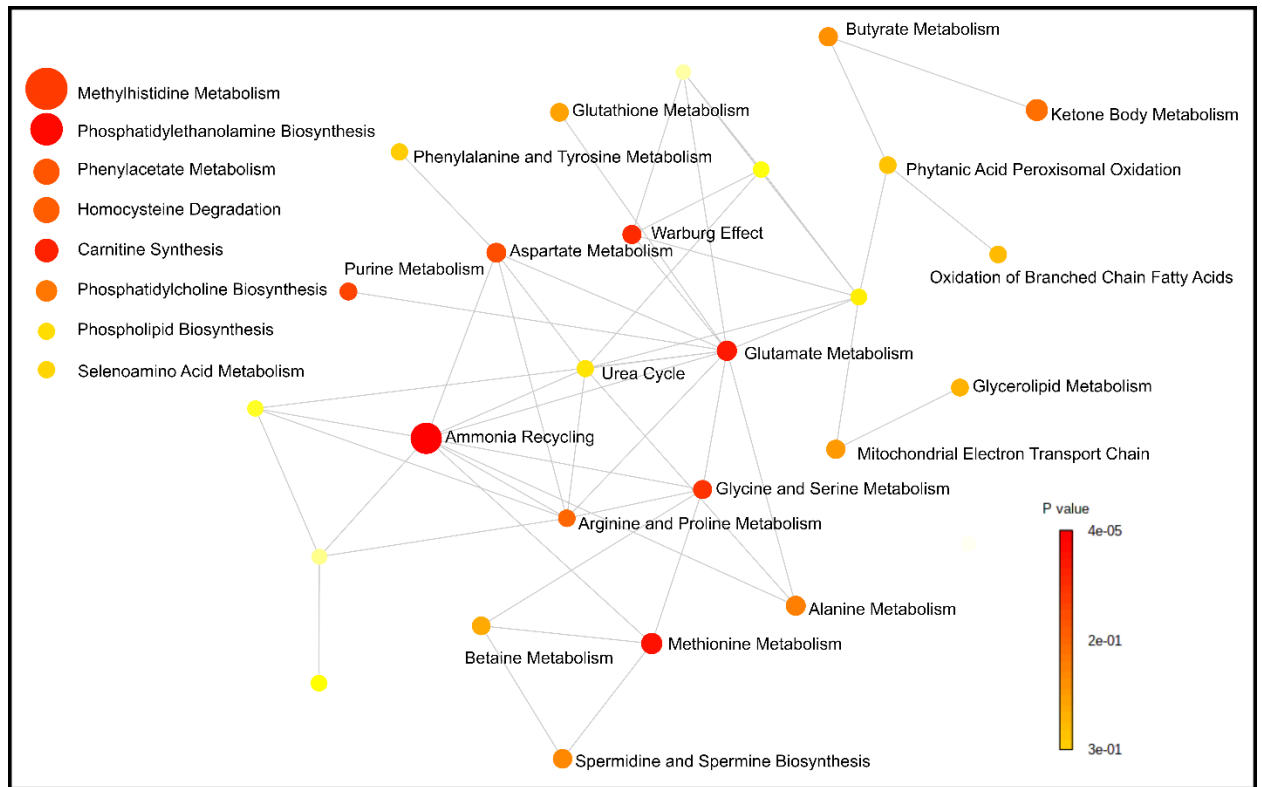 Butyrate Metabolism
Methylhistidine Metabolism
Glutathione Metabolism
Ketone Body Metabolism
Phosphatidylethanolamine Biosynthesis
Phenylalanine and Tyrosine Metabolism
Phenylacetate Metabolism
Phytanic Acid Peroxisomal Oxidation
Homocysteine Degradation
Warburg Effect
Carnitine Synthesis
Aspartate Metabolism
Purine Metabolism
Oxidation of Branched Chain Fatty Acids
Phosphatidylcholine Biosynthesis
Phospholipid Biosynthesis
Glutamate Metabolism
Selenoamino Acid Metabolism
Urea Cycle
Glycerolipid Metabolism
Ammonia Recycling
Mitochondrial Electron Transport Chain
Glycine and Serine Metabolism
P value
Arginine and Proline Metabolism
4e-05
Alanine Metabolism
2e-01
Methionine Metabolism
Betaine Metabolism
3e-01
Spermidine and Spermine Biosynthesis